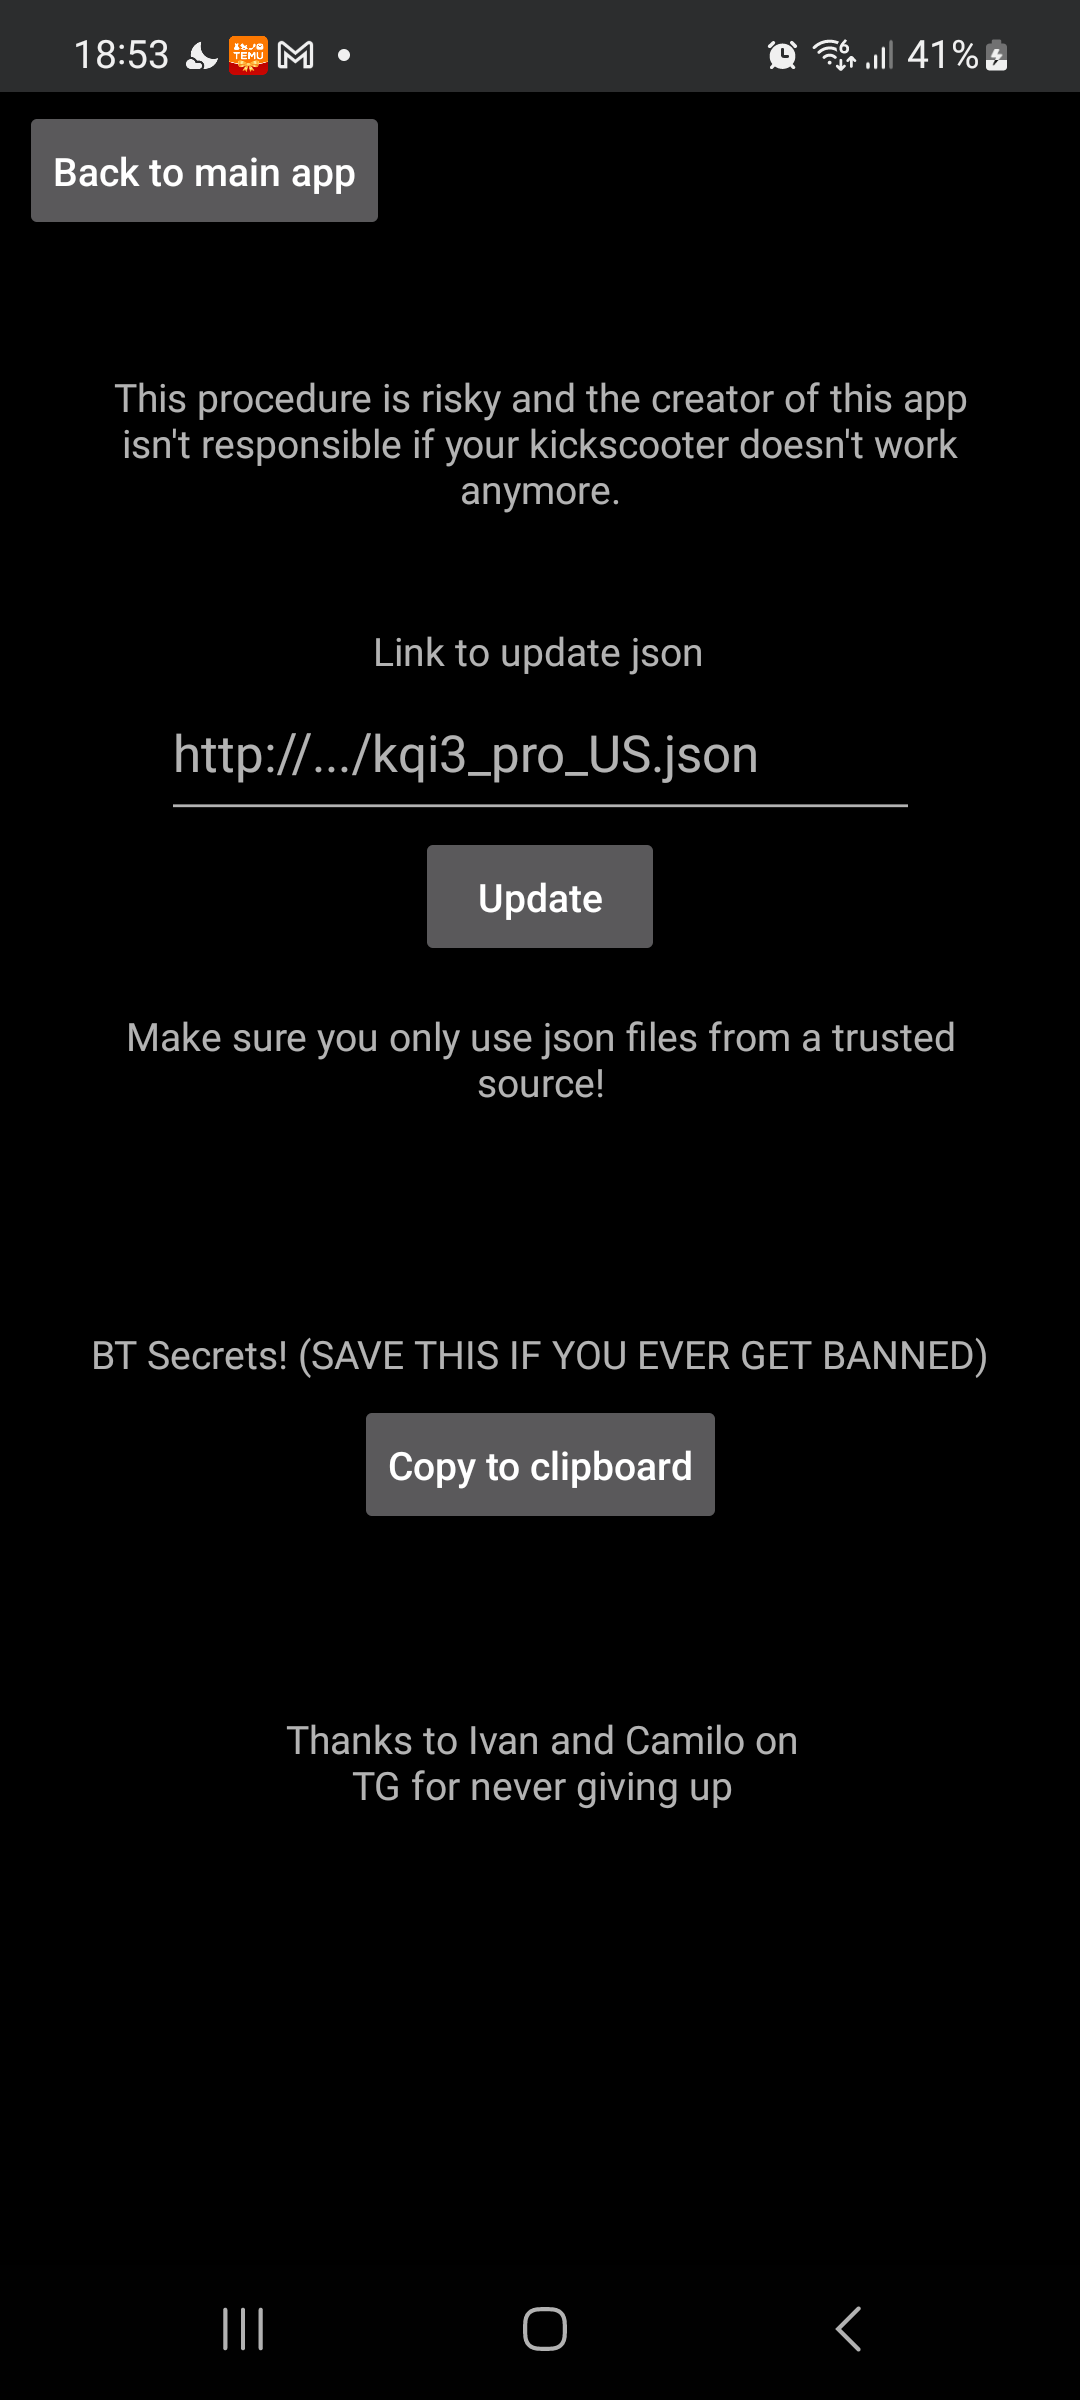 18:53
TEMU
6
41%
Back to main app
This procedure is risky and the creator of this app
isn't responsible if your kickscooter doesn't work
anymore.
Link to update json
http://.../kqi3_pro_US.json
Update
Make sure you only use json files from a trusted
source!
BT Secrets! (SAVE THIS IF YOU EVER GET BANNED)
Copy to clipboard
Thanks to Ivan and Camilo on
TG for never giving up